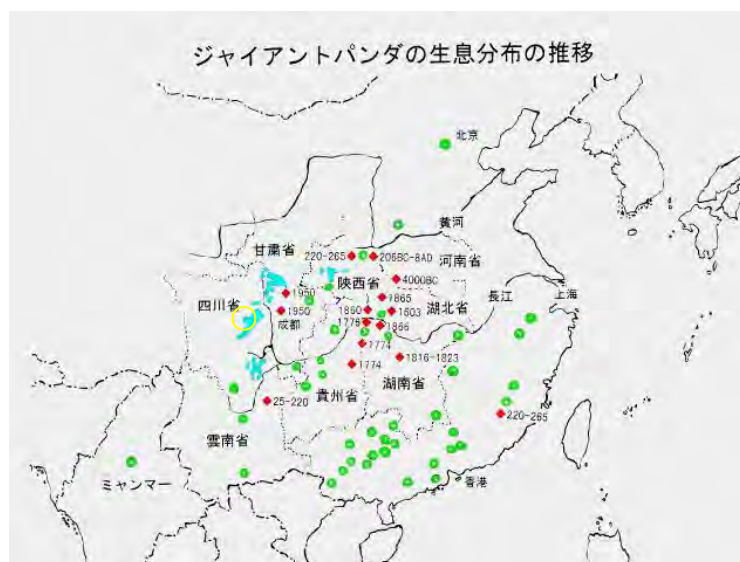 ジャイアントパンダの生息分布の推移
北京
黄河
甘粛省
220-265
206BC-8AD
河南省
4000BC
陝西省
1950
四川省
1865
長江
上海
1950
1860
1603
湖北省
成都
1778
1866
1774
1816-1823
1774
貴州省
湖南省
25-220
220-265
雲南省
ミャンマー
香港